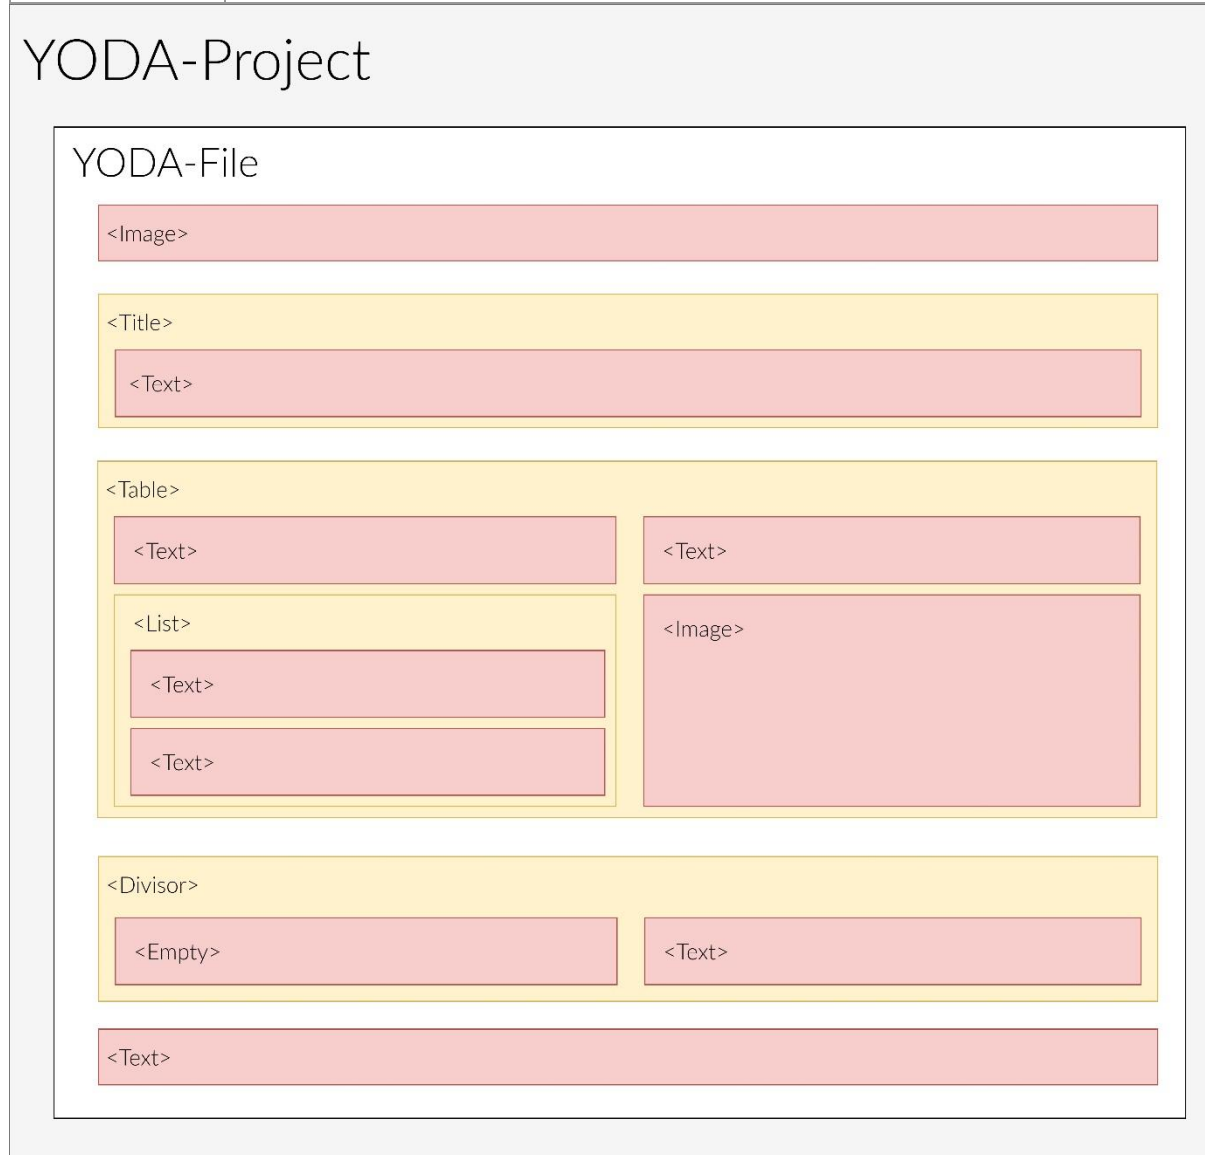 YODA-Project
YODA-File
<Image>
<Title>
<Text>
<Table>
<Text> <Text>
<List> <Image>
<Text>
<Text>
<Divisor>
<Empty> <Text>
<Text>